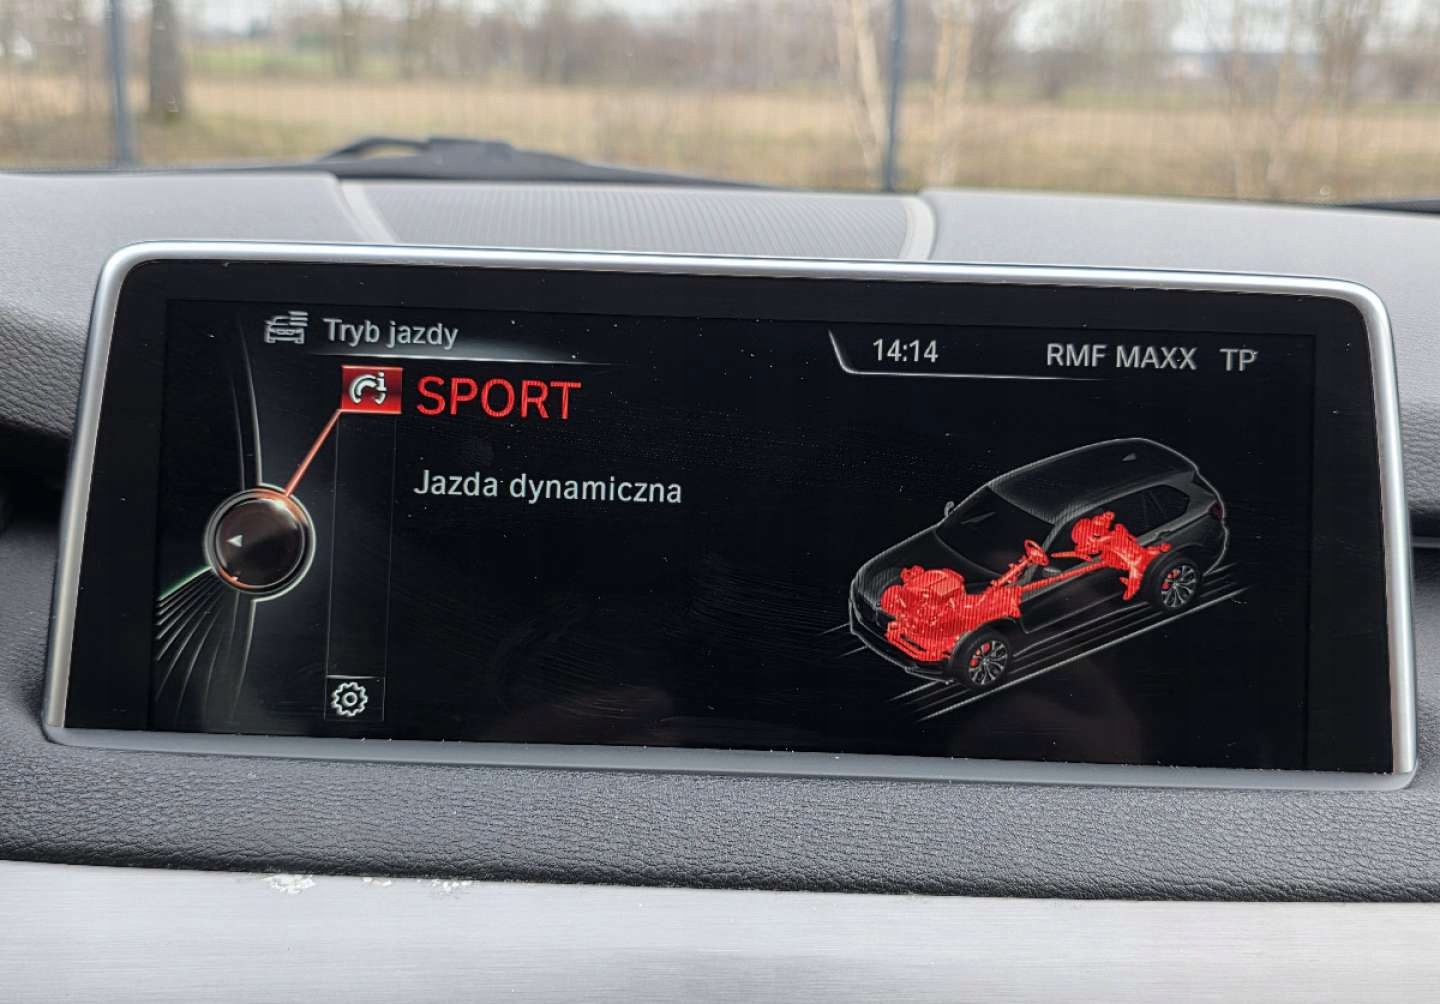 Tryb jazdy
14:14 RMF MAXX TP
SPORT
Jazda dynamiczna